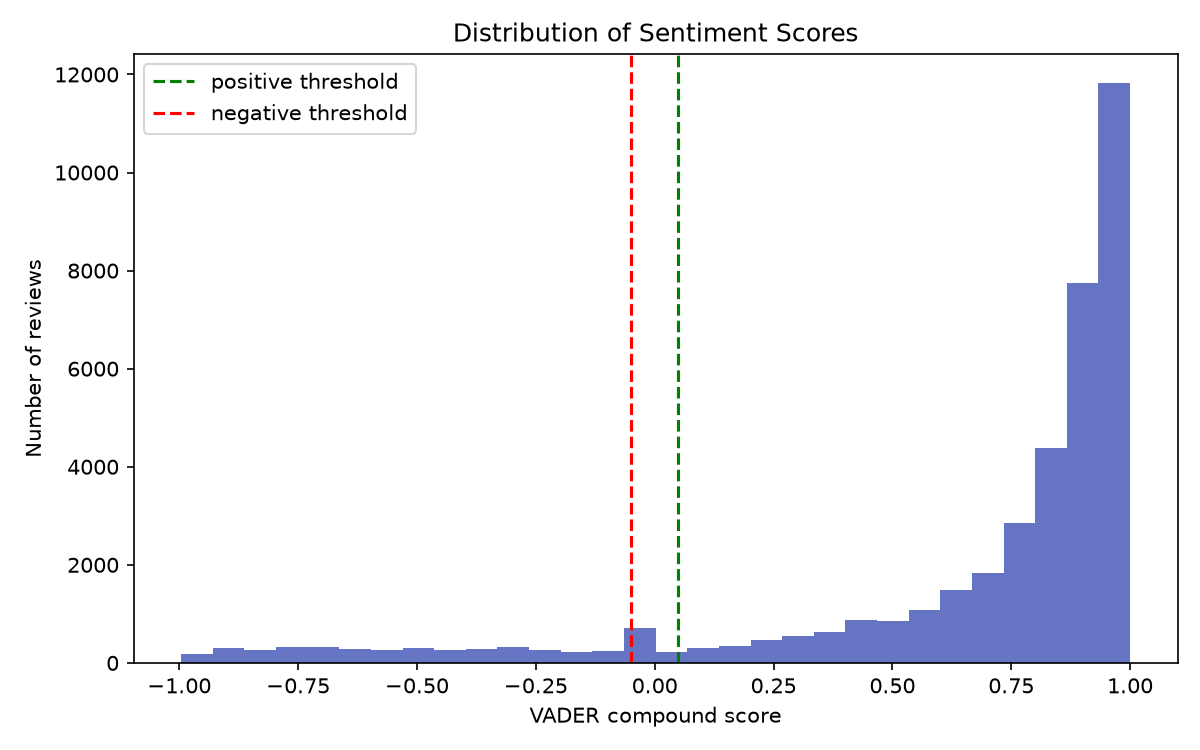 Distribution of Sentiment Scores
positive threshold
negative threshold
12000
10000
8000
6000
4000
2000
0
Number of reviews
−1.00 −0.75 −0.50 −0.25 0.00 0.25 0.50 0.75 1.00
VADER compound score